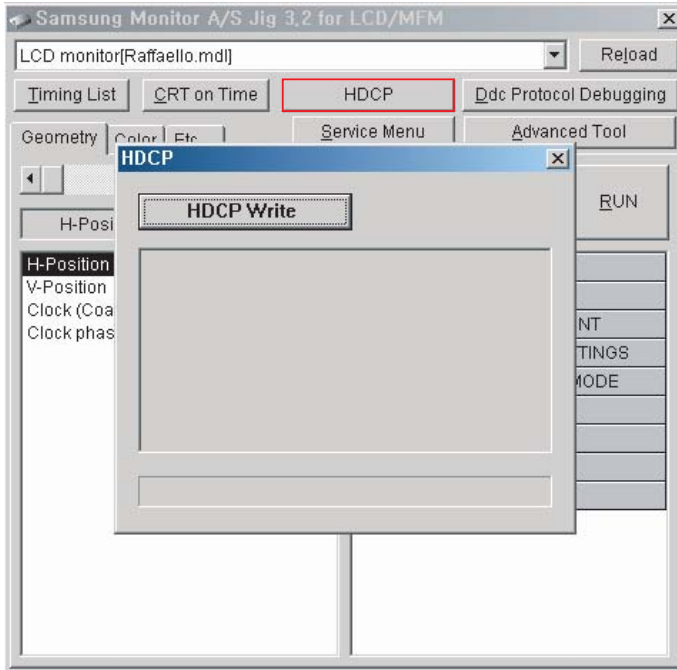 Samsung Monitor A/S Jig 3,2 for LCD/MFM
LCD monitor[Raffaello.mdl]
Reload
Timing List
CRT on Time
HDCP
Ddc Protocol Debugging
Geometry
Color
Etc
Service Menu
Advanced Tool
HDCP
HDCP Write
RUN
H-Posi
H-Position
V-Position
Clock (Coa
Clock phas
NT
TINGS
MODE